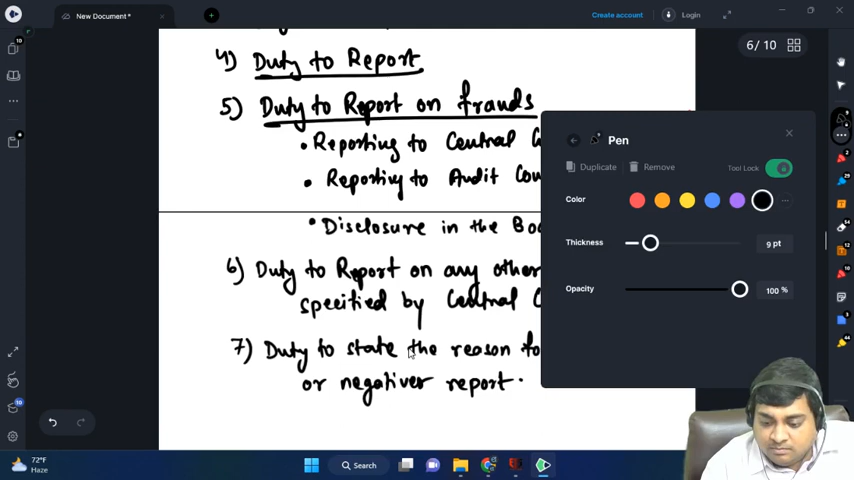 New Document*
Create account
Login
6/10
4) Duty to Report
5) Duty to Report on frauds
• Reporting to Central
• Reporting to Audit
• Disclosure in the
6) Duty to Report on any other
specified by Central
7) Duty to state the reason
or negativer report.
Pen
Duplicate
Remove
Tool Lock
Color
Thickness
9 pt
Opacity
100 %
72°F
Haze
Search